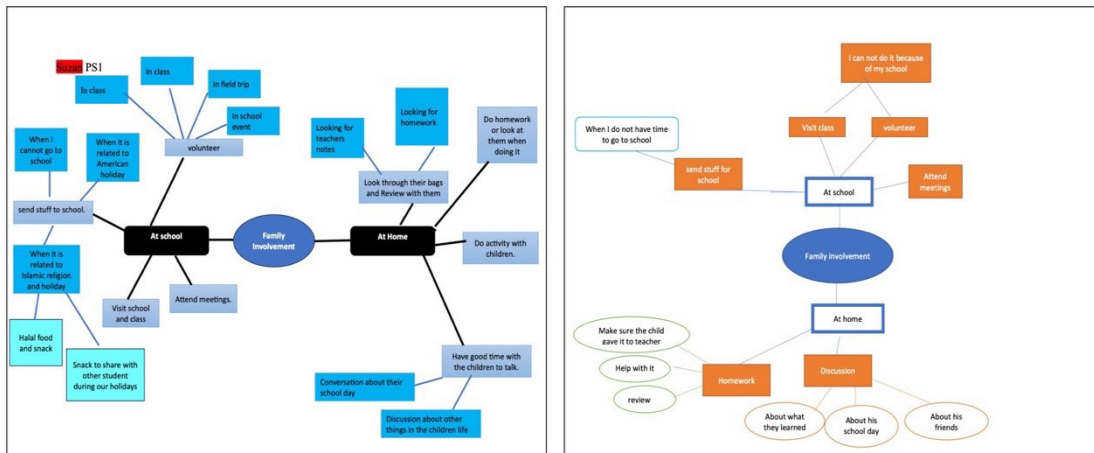 Suzan PS1
In class
In class
In field trip
In school
event
volunteer
When I
cannot go to
school
When it is
related to
American
holiday
send stuff to school.
When it is
related to
Islamic religion
and holiday
Halal food
and snack
Snack to share with
other student
during our holidays
At school
Visit school
and class
Attend meetings.
Family
Involvement
Looking for
teachers
notes
Looking for
homework
Do homework
or look at
them when
doing it
Look through their bags
and Review with them
At Home
Do activity with
children.
Have good time with
the children to talk.
Conversation about their
school day
Discussion about other
things in the children life
I can not do it because
of my school
Visit class
volunteer
When I do not have time
to go to school
send stuff for
school
At school
Attend
meetings
Family Involvement
At home
Make sure the child
gave it to teacher
Help with it
review
Homework
Discussion
About what
they learned
About his
school day
About his
friends